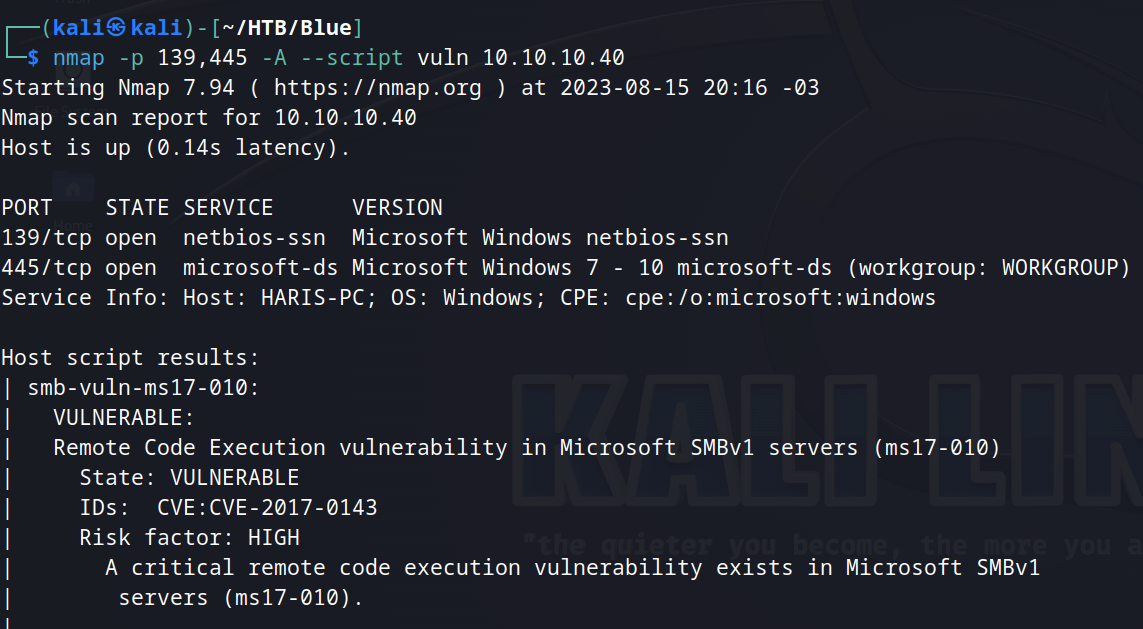 ┌──(kali㉿kali)-[~/HTB/Blue]
└─$ nmap -p 139,445 -A --script vuln 10.10.10.40
Starting Nmap 7.94 ( https://nmap.org ) at 2023-08-15 20:16 -03
Nmap scan report for 10.10.10.40
Host is up (0.14s latency).

PORT    STATE SERVICE      VERSION
139/tcp open  netbios-ssn  Microsoft Windows netbios-ssn
445/tcp open  microsoft-ds Microsoft Windows 7 - 10 microsoft-ds (workgroup: WORKGROUP)
Service Info: Host: HARIS-PC; OS: Windows; CPE: cpe:/o:microsoft:windows

Host script results:
| smb-vuln-ms17-010:
|   VULNERABLE:
|   Remote Code Execution vulnerability in Microsoft SMBv1 servers (ms17-010)
|     State: VULNERABLE
|     IDs:  CVE:CVE-2017-0143
|     Risk factor: HIGH
|       A critical remote code execution vulnerability exists in Microsoft SMBv1
|        servers (ms17-010).
|
KALI LIN
"the quieter you become, the more you a
Home